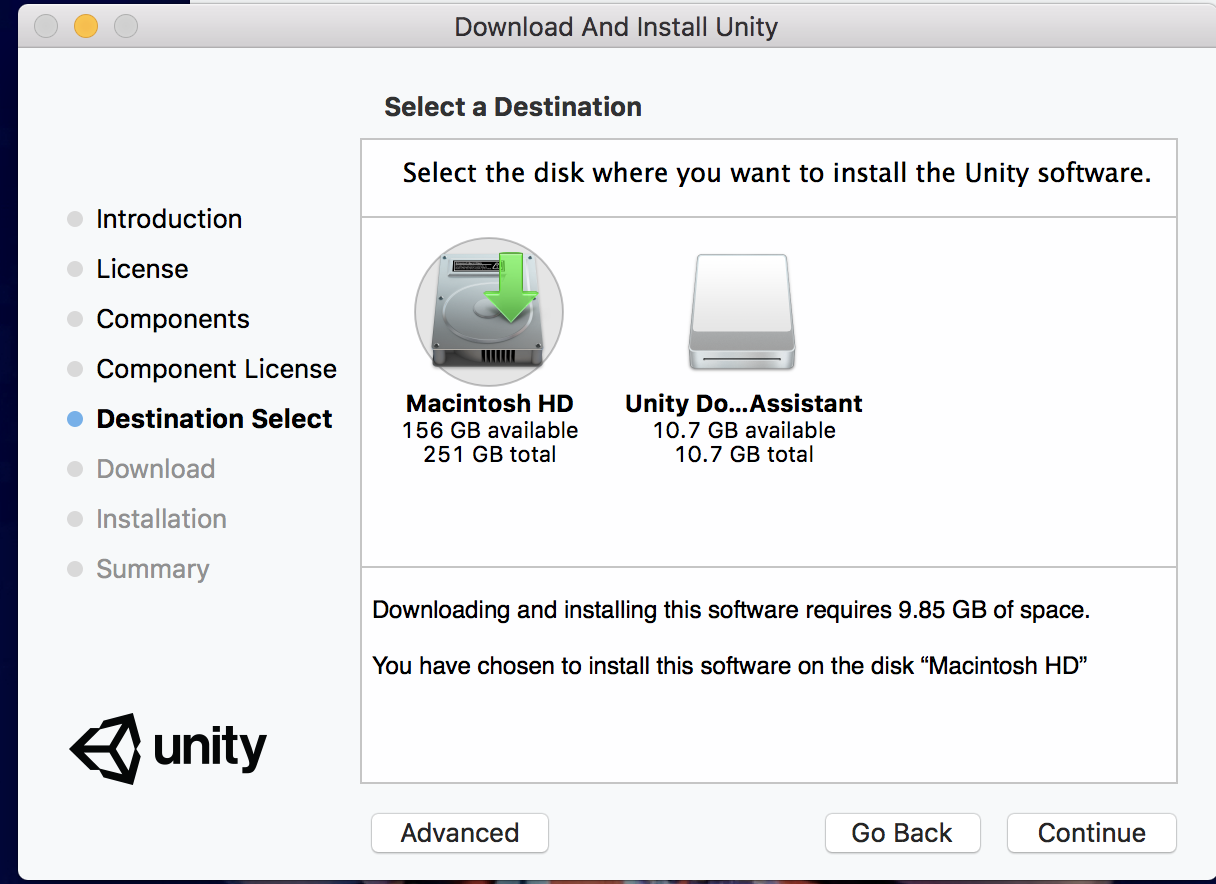 Download And Install Unity
Select a Destination
Introduction
License
Components
Component License
Destination Select
Download
Installation
Summary
unity
Select the disk where you want to install the Unity software.
Macintosh HD
156 GB available
251 GB total
Unity Do...Assistant
10.7 GB available
10.7 GB total
Downloading and installing this software requires 9.85 GB of space.
You have chosen to install this software on the disk “Macintosh HD”
Advanced
Go Back
Continue